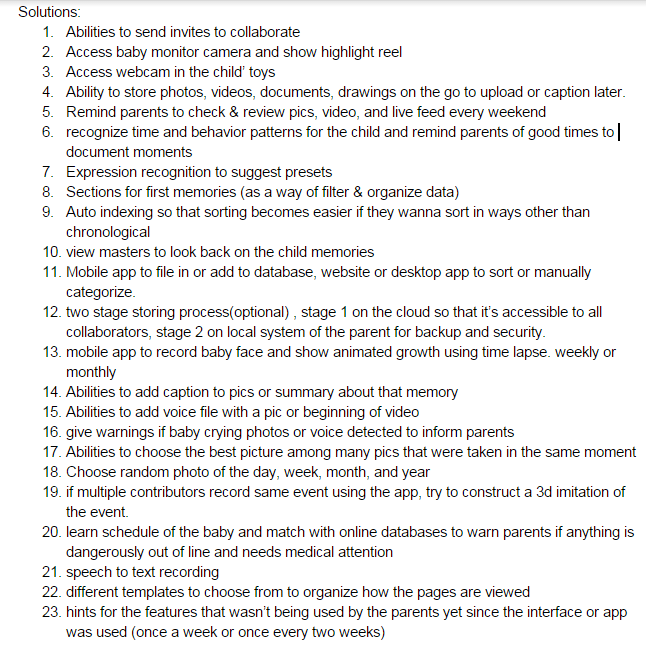 Solutions:
1. Abilities to send invites to collaborate
2. Access baby monitor camera and show highlight reel
3. Access webcam in the child' toys
4. Ability to store photos, videos, documents, drawings on the go to upload or caption later.
5. Remind parents to check & review pics, video, and live feed every weekend
6. recognize time and behavior patterns for the child and remind parents of good times to
document moments
7. Expression recognition to suggest presets
8. Sections for first memories (as a way of filter & organize data)
9. Auto indexing so that sorting becomes easier if they wanna sort in ways other than
chronological
10. view masters to look back on the child memories
11. Mobile app to file in or add to database, website or desktop app to sort or manually
categorize.
12. two stage storing process(optional) , stage 1 on the cloud so that it's accessible to all
collaborators, stage 2 on local system of the parent for backup and security.
13. mobile app to record baby face and show animated growth using time lapse. weekly or
monthly
14. Abilities to add caption to pics or summary about that memory
15. Abilities to add voice file with a pic or beginning of video
16. give warnings if baby crying photos or voice detected to inform parents
17. Abilities to choose the best picture among many pics that were taken in the same moment
18. Choose random photo of the day, week, month, and year
19. if multiple contributors record same event using the app, try to construct a 3d imitation of
the event.
20. learn schedule of the baby and match with online databases to warn parents if anything is
dangerously out of line and needs medical attention
21. speech to text recording
22. different templates to choose from to organize how the pages are viewed
23. hints for the features that wasn't being used by the parents yet since the interface or app
was used (once a week or once every two weeks)